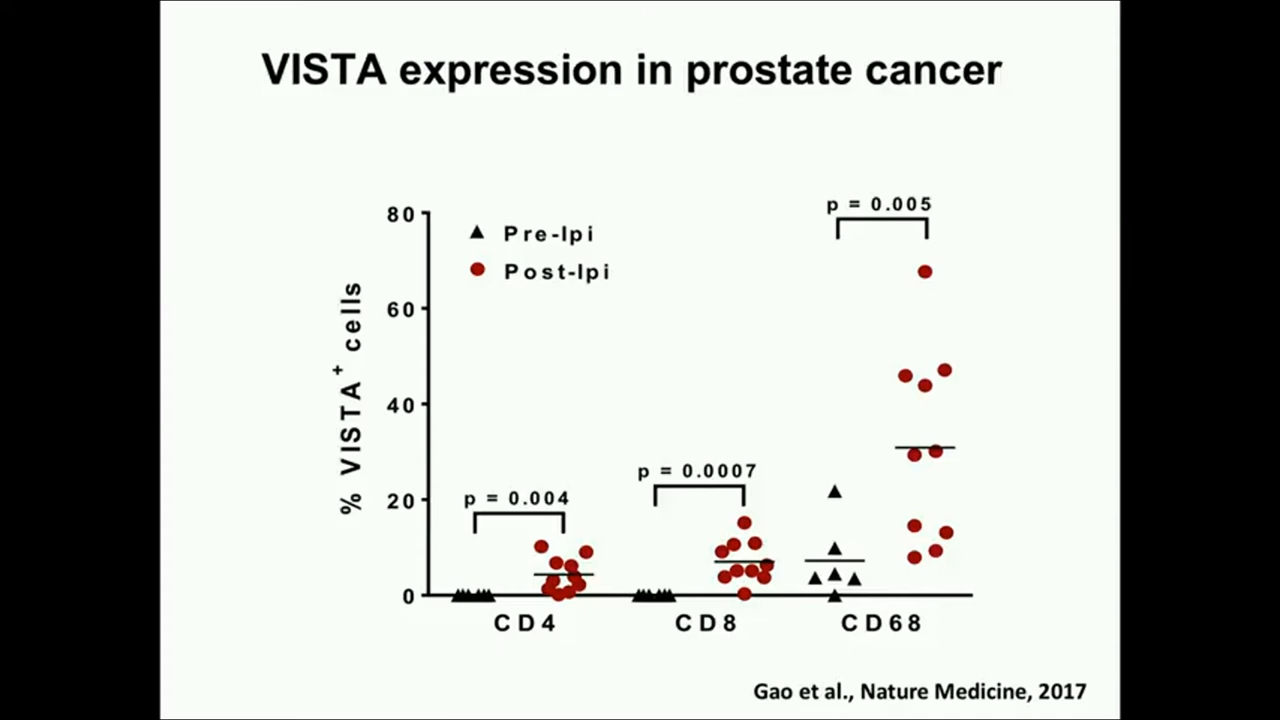 VISTA expression in prostate cancer
p = 0.005
80
Pre-Ipi
Post-Ipi
60
% VISTA+ cells
40
p = 0.0007
p = 0.004
20
0
CD4
CD8
CD68
Gao et al., Nature Medicine, 2017